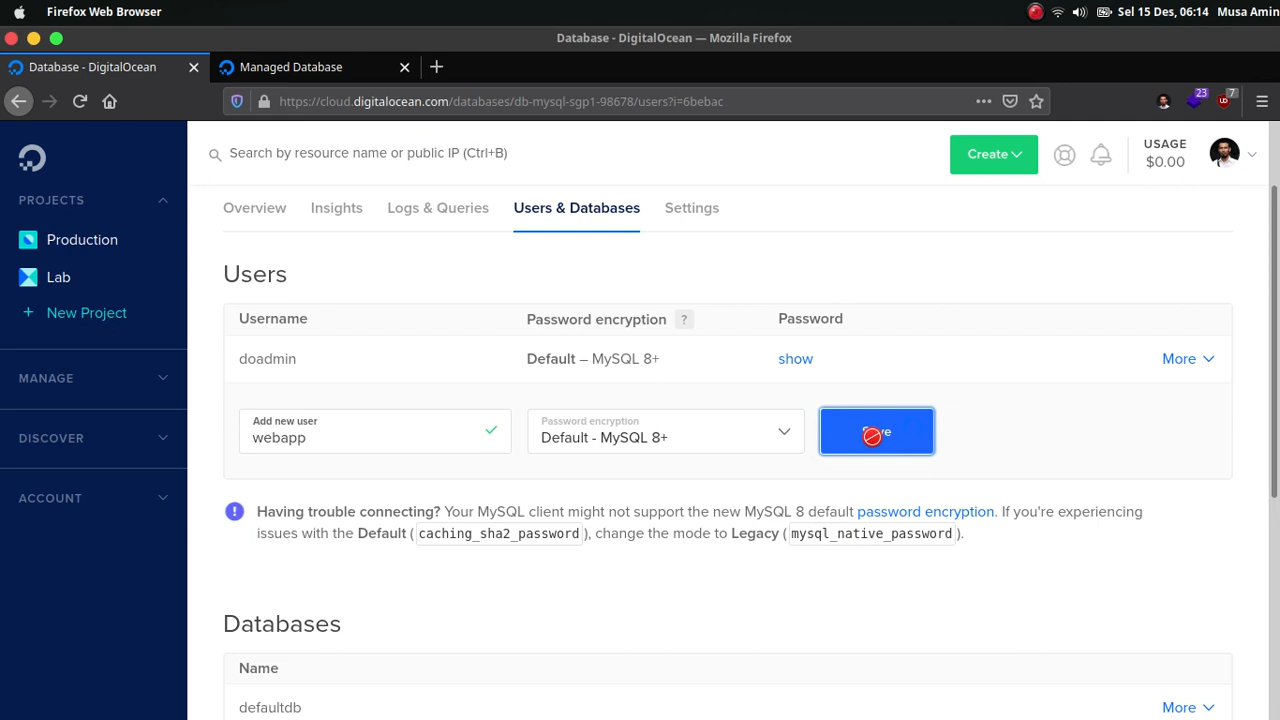 Firefox Web Browser
Sel 15 Des, 06:14 Musa Amin
Database - DigitalOcean — Mozilla Firefox
Database - DigitalOcean
Managed Database
https://cloud.digitalocean.com/databases/db-mysql-sgp1-98678/users?i=6bebac
23
7
Search by resource name or public IP (Ctrl+B)
Create
USAGE
$0.00
PROJECTS
Production
Lab
+ New Project
MANAGE
DISCOVER
ACCOUNT
Overview Insights Logs & Queries Users & Databases Settings
Users
Username Password encryption ? Password
doadmin Default – MySQL 8+ show More
Add new user
webapp
Password encryption
Default - MySQL 8+
Having trouble connecting? Your MySQL client might not support the new MySQL 8 default password encryption. If you're experiencing
issues with the Default ( caching_sha2_password ), change the mode to Legacy ( mysql_native_password ).
Databases
Name
defaultdb More